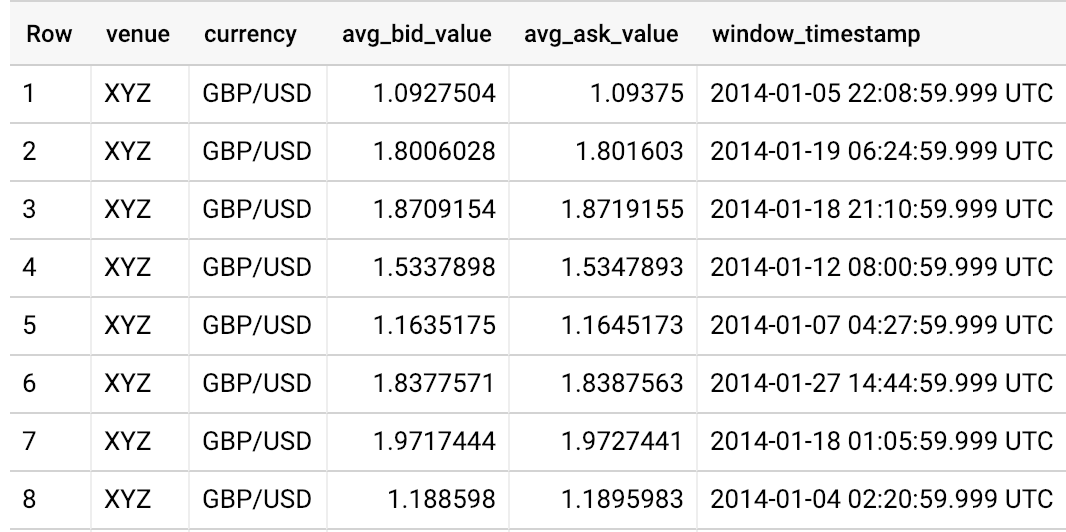 Row venue currency avg_bid_value avg_ask_value window_timestamp
1 XYZ GBP/USD 1.0927504 1.09375 2014-01-05 22:08:59.999 UTC
2 XYZ GBP/USD 1.8006028 1.801603 2014-01-19 06:24:59.999 UTC
3 XYZ GBP/USD 1.8709154 1.8719155 2014-01-18 21:10:59.999 UTC
4 XYZ GBP/USD 1.5337898 1.5347893 2014-01-12 08:00:59.999 UTC
5 XYZ GBP/USD 1.1635175 1.1645173 2014-01-07 04:27:59.999 UTC
6 XYZ GBP/USD 1.8377571 1.8387563 2014-01-27 14:44:59.999 UTC
7 XYZ GBP/USD 1.9717444 1.9727441 2014-01-18 01:05:59.999 UTC
8 XYZ GBP/USD 1.188598 1.1895983 2014-01-04 02:20:59.999 UTC